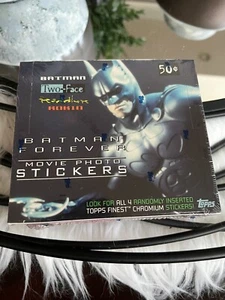 50¢
BATMAN
Two-Face
Riddler
ROBIN
BATMAN
FOREVER
MOVIE PHOTO
STICKERS
LOOK FOR ALL 4 RANDOMLY INSERTED
TOPPS FINEST™ CHROMIUM STICKERS!
TOPPS